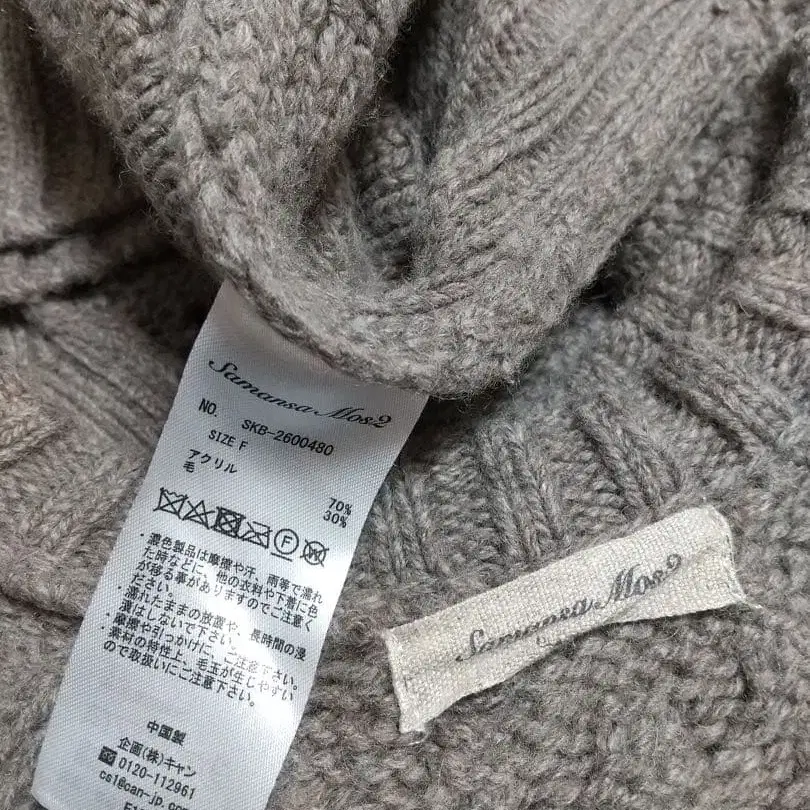 Samansa Mos2
NO. SKB-2600480
SIZE F
アクリル 70%
毛 30%
・濃色製品は摩擦や汗、雨等で濡れ
た時などに、他の衣料や下着に色
が移る事がありますのでご注意く
ださい。
・濡れたままの放置や、長時間の浸
漬はしないで下さい。
・摩擦や引っかけに、ご注意下さい。
・素材の特性上、毛玉が生じやすい
ので取扱いにご注意下さい。
中国製
企画(株)キャン
0120-112961
cs1@can-jp.com
Samansa Mos2